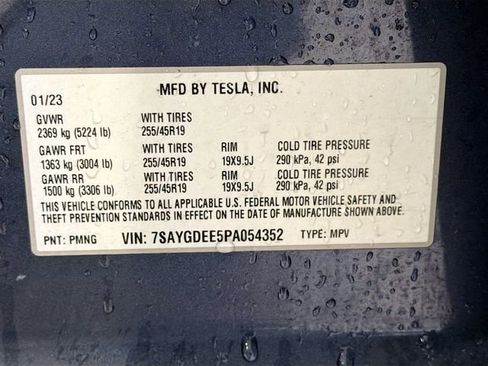 MFD BY TESLA, INC.
01/23
GVWR WITH TIRES
2369 kg (5224 lb) 255/45R19
GAWR FRT WITH TIRES RIM COLD TIRE PRESSURE
1363 kg (3004 lb) 255/45R19 19X9.5J 290 kPa, 42 psi
GAWR RR WITH TIRES RIM COLD TIRE PRESSURE
1500 kg (3306 lb) 255/45R19 19X9.5J 290 kPa, 42 psi
THIS VEHICLE CONFORMS TO ALL APPLICABLE U.S. FEDERAL MOTOR VEHICLE SAFETY AND
THEFT PREVENTION STANDARDS IN EFFECT ON THE DATE OF MANUFACTURE SHOWN ABOVE.
PNT: PMNG VIN: 7SAYGDEE5PA054352 TYPE: MPV